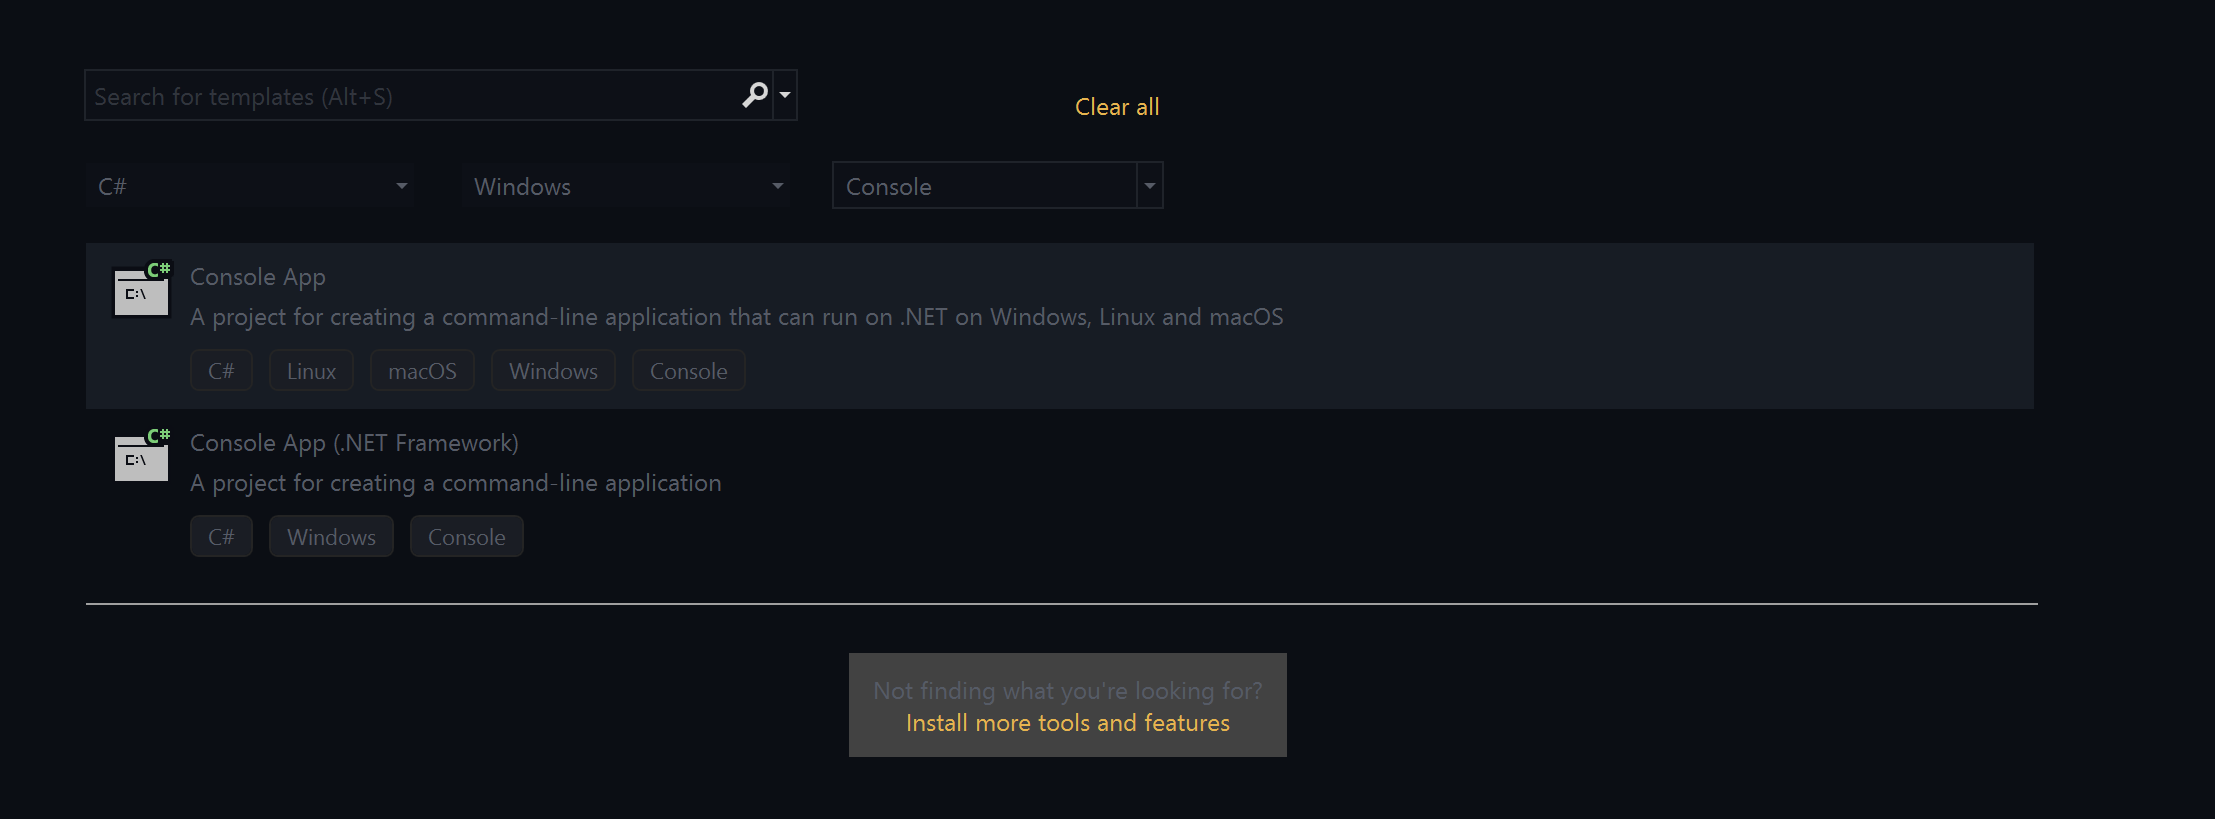 Search for templates (Alt+S)
Clear all
C#
Windows
Console
C#
C:\
Console App
A project for creating a command-line application that can run on .NET on Windows, Linux and macOS
C#
Linux
macOS
Windows
Console
C#
C:\
Console App (.NET Framework)
A project for creating a command-line application
C#
Windows
Console
Not finding what you're looking for?
Install more tools and features